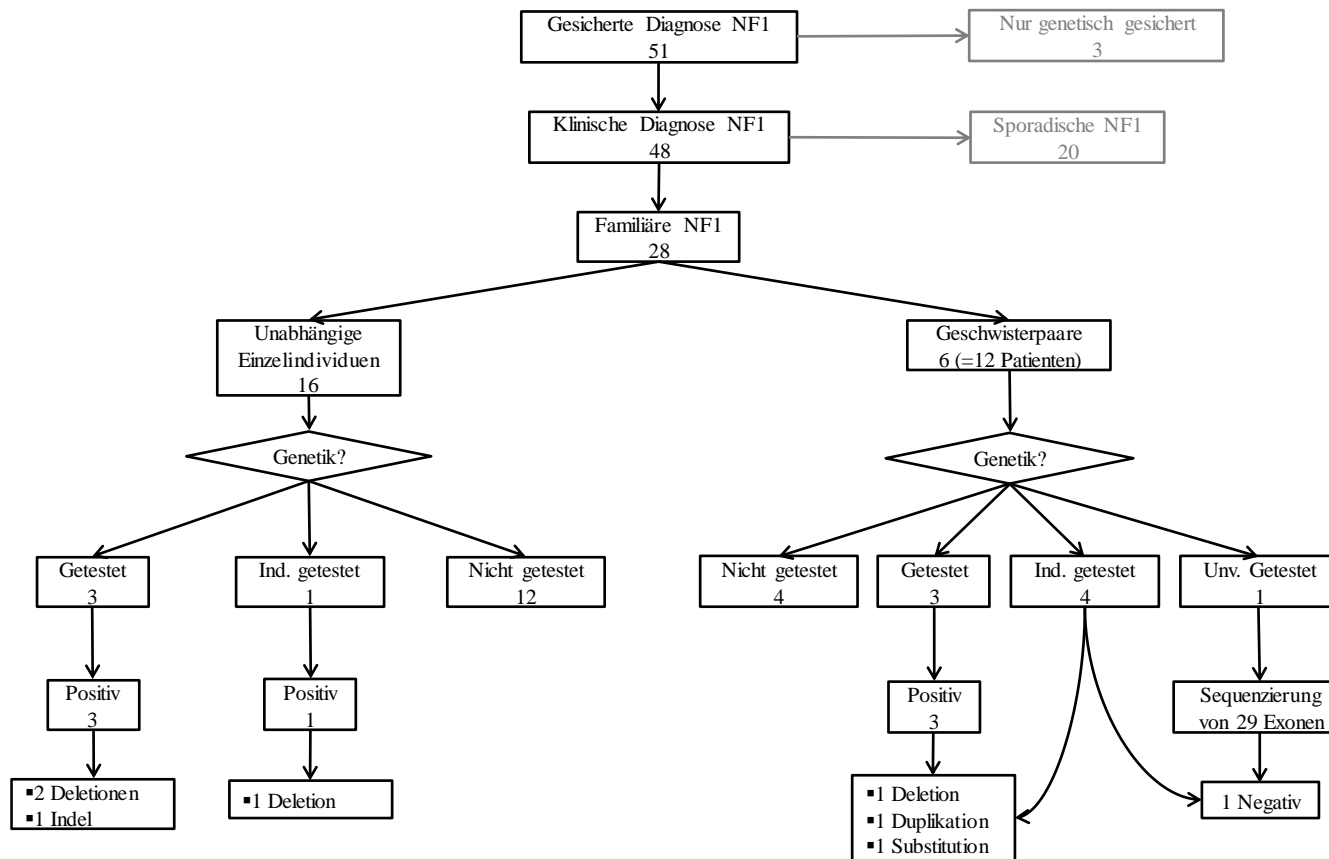 Gesicherte Diagnose NF1
51
Nur genetisch gesichert
3
Klinische Diagnose NF1
48
Sporadische NF1
20
Familiäre NF1
28
Unabhängige
Einzelindividuen
16
Geschwisterpaare
6 (=12 Patienten)
Genetik?
Genetik?
Getestet
3
Ind. getestet
1
Nicht getestet
12
Nicht getestet
4
Getestet
3
Ind. getestet
4
Unv. Getestet
1
Positiv
3
Positiv
1
Positiv
3
Sequenzierung
von 29 Exonen
▪2 Deletionen
▪1 Indel
▪1 Deletion
▪1 Deletion
▪1 Duplikation
▪1 Substitution
1 Negativ